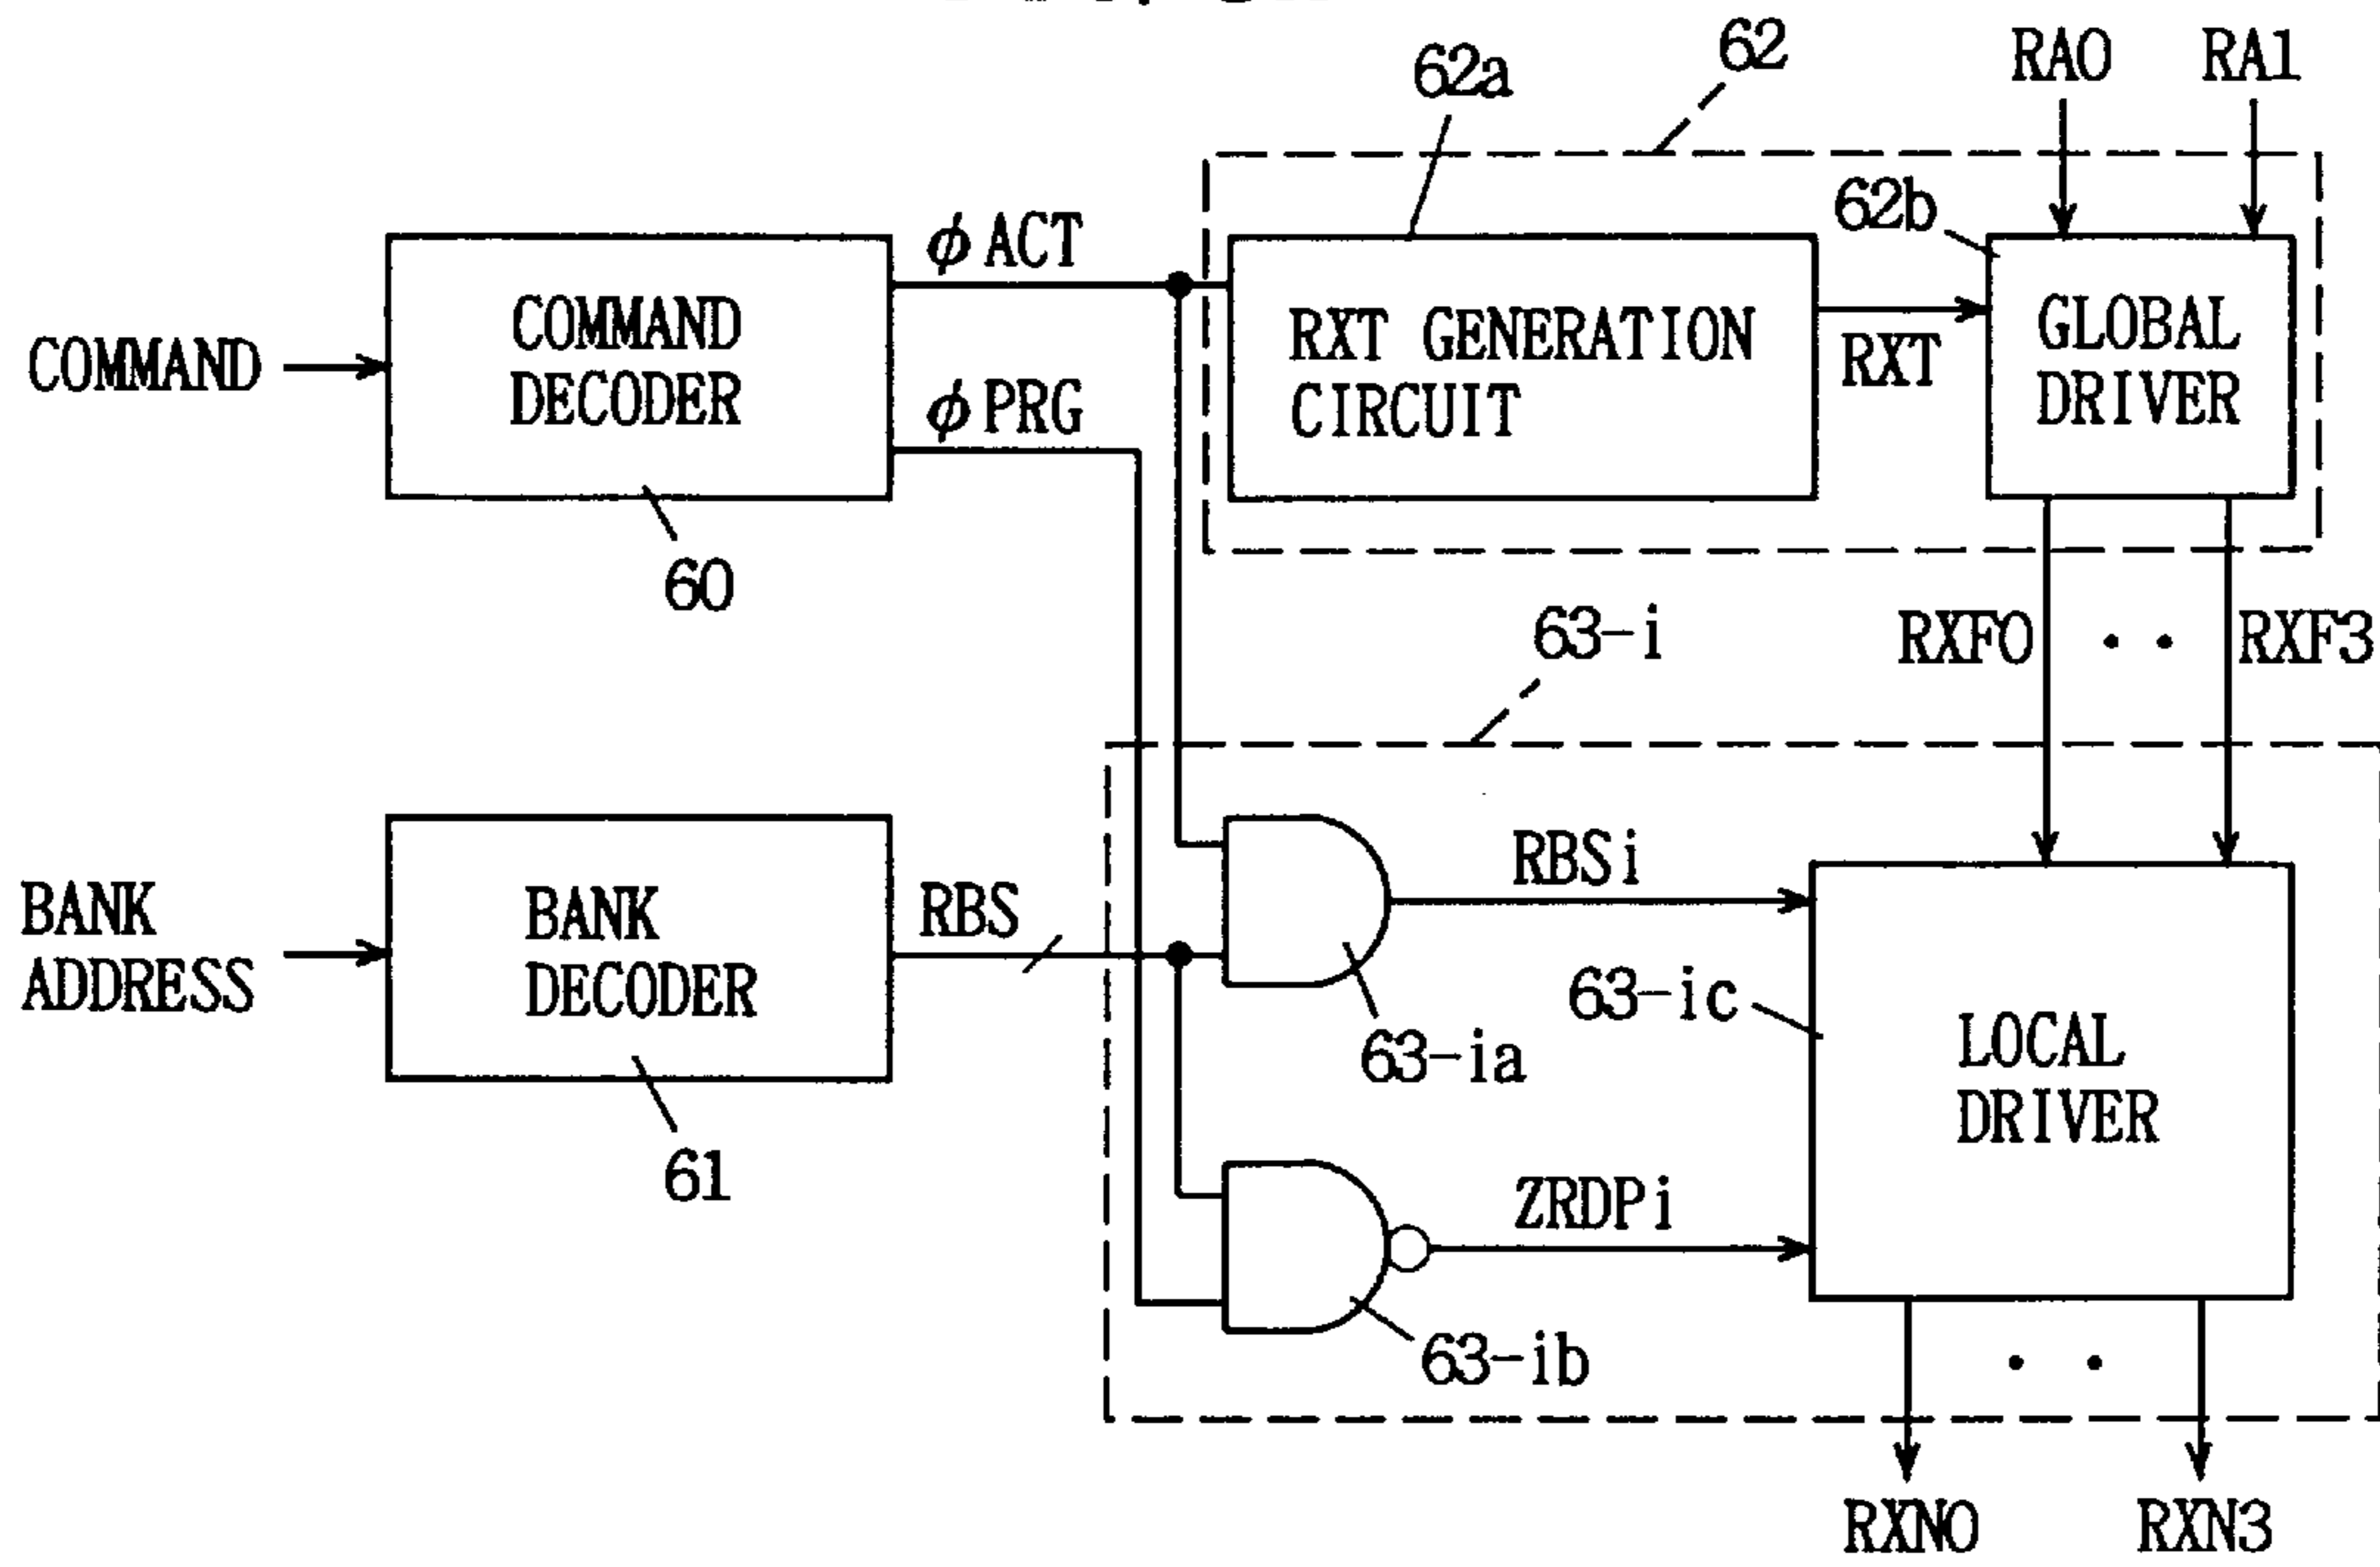 62
RA0
RA1
62a
62b
φACT
COMMAND
COMMAND
DECODER
φPRG
RXT GENERATION
CIRCUIT
RXT
GLOBAL
DRIVER
60
63-i
RXF0
RXF3
BANK
ADDRESS
BANK
DECODER
RBS
RBSi
63-ia
63-ic
LOCAL
DRIVER
61
ZRDPi
63-ib
RXN0
RXN3